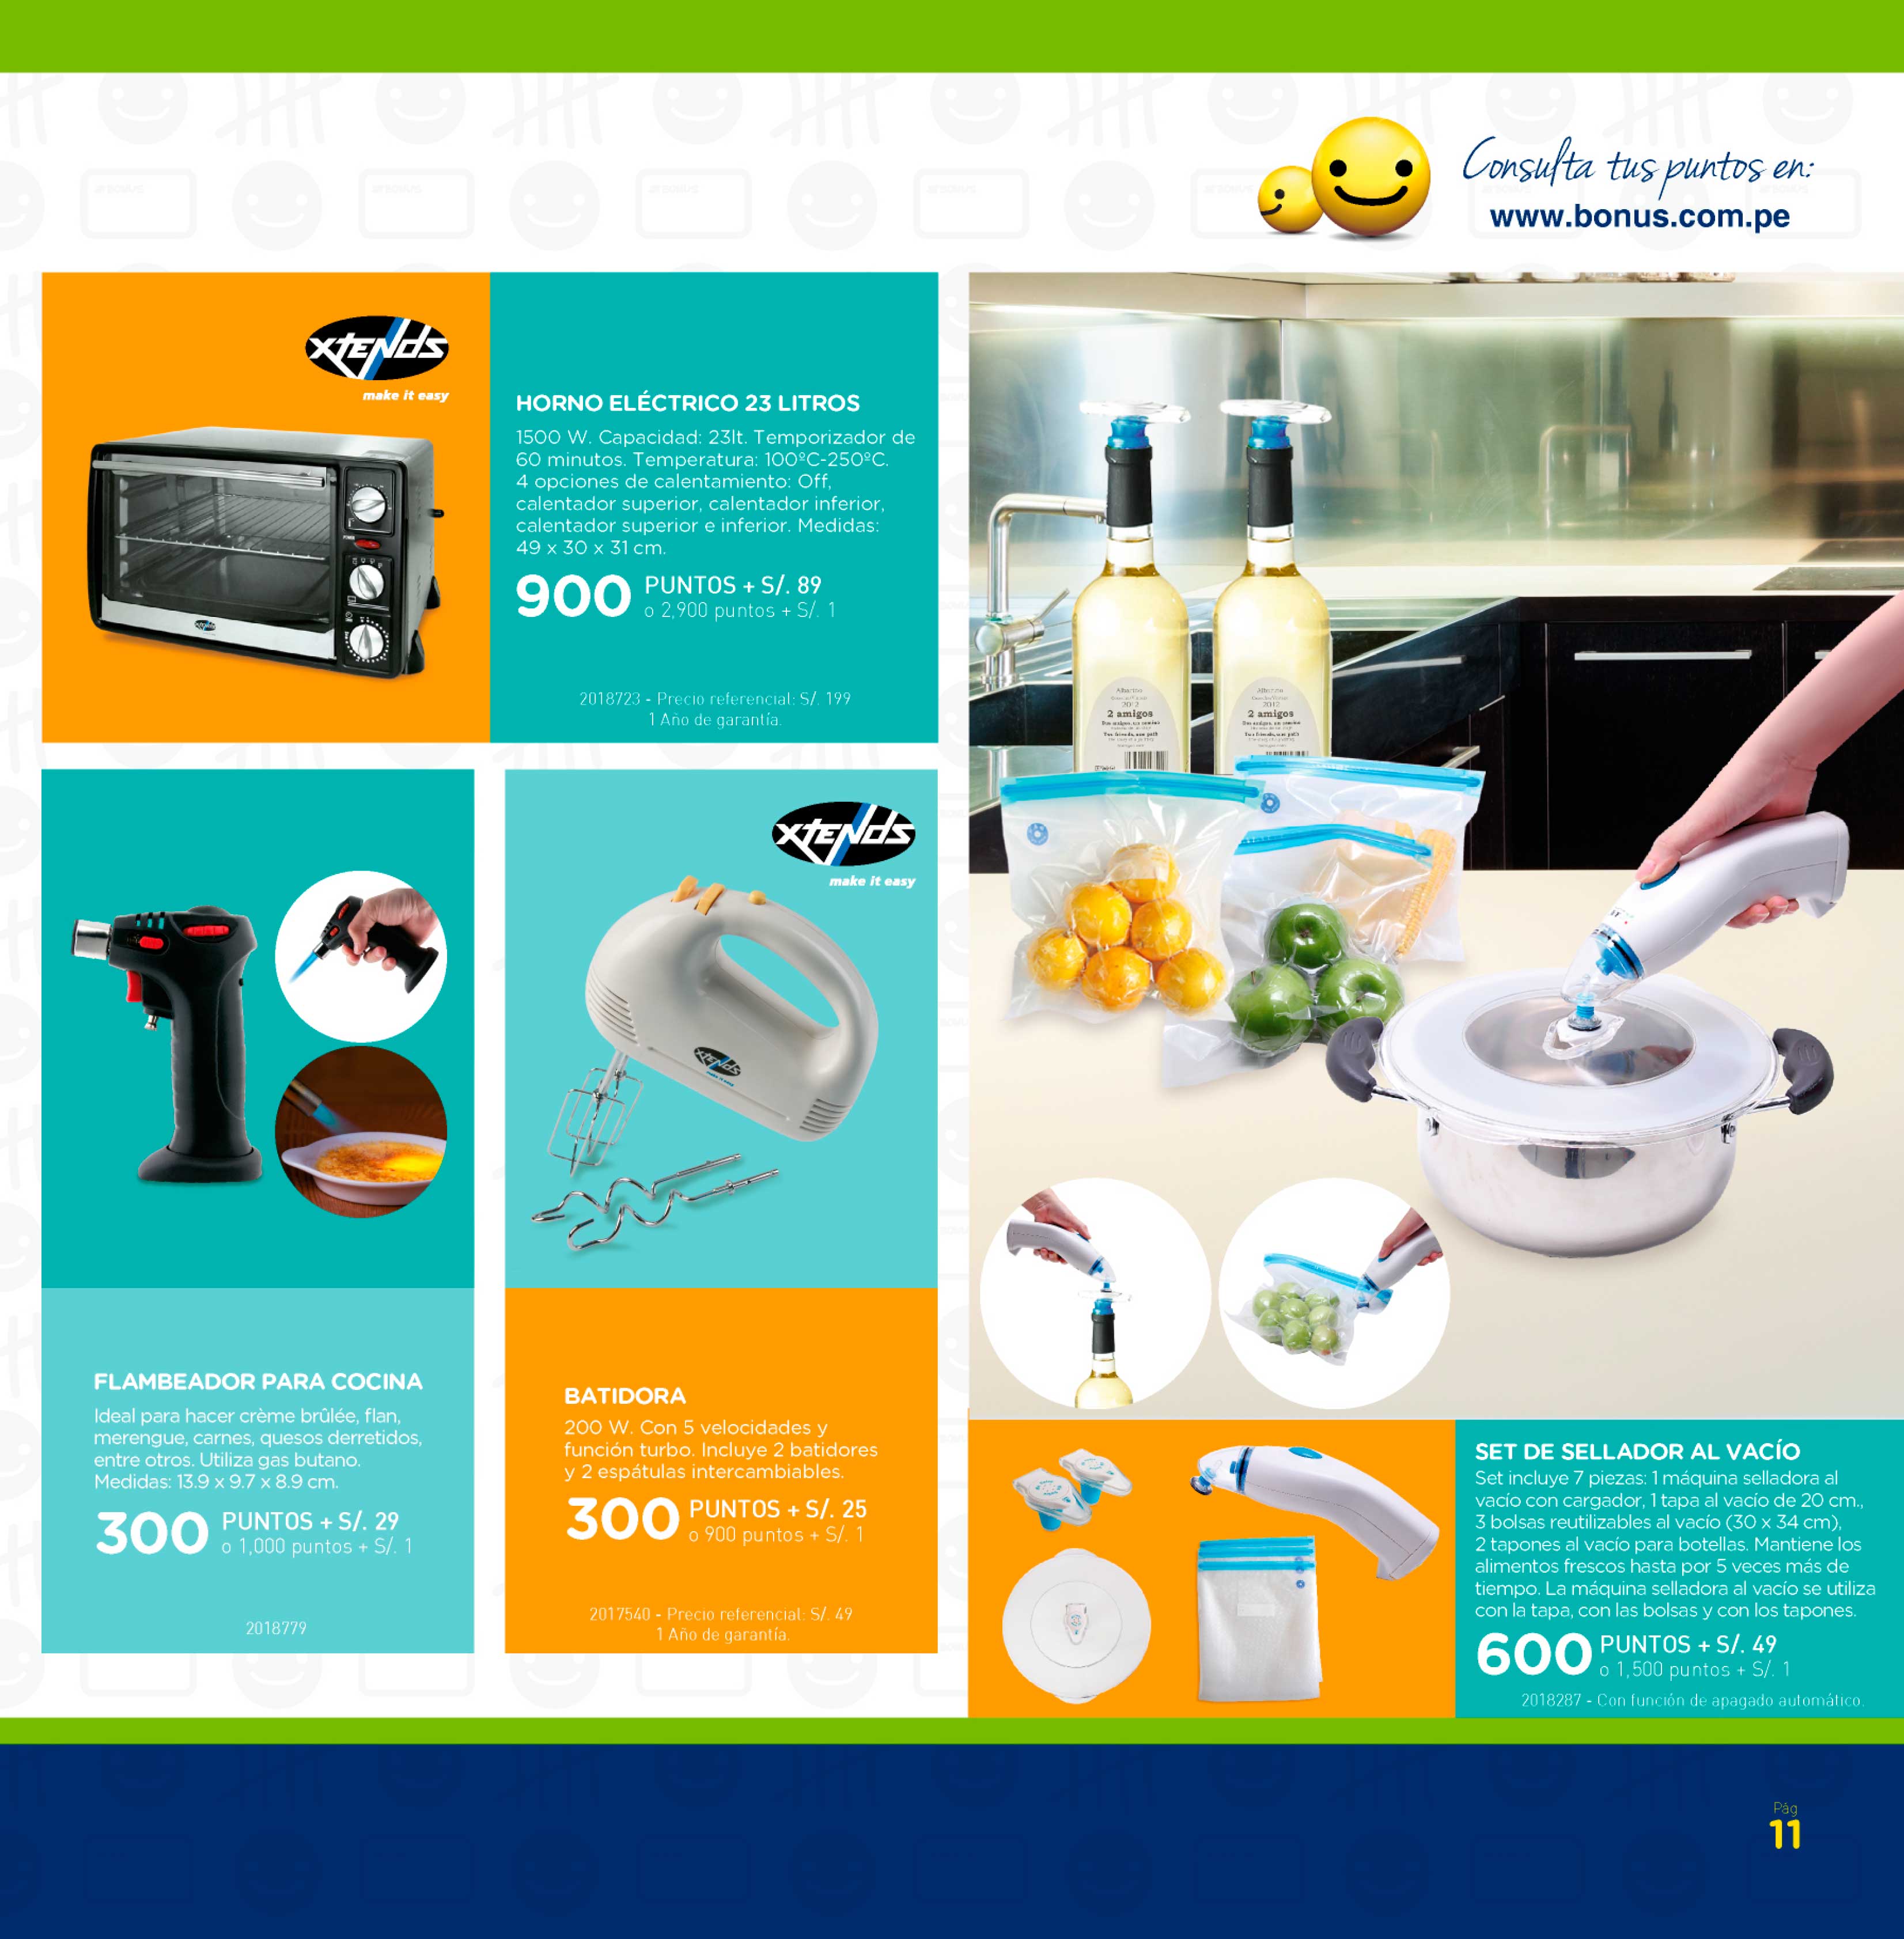 Consulta tus puntos en:
www.bonus.com.pe
xtends
make it easy
HORNO ELÉCTRICO 23 LITROS
1500 W. Capacidad: 23lt. Temporizador de
60 minutos. Temperatura: 100ºC-250ºC.
4 opciones de calentamiento: Off,
calentador superior, calentador inferior,
calentador superior e inferior. Medidas:
49 x 30 x 31 cm.
900 PUNTOS + S/. 89
o 2,900 puntos + S/. 1
2018723 - Precio referencial: S/. 199
1 Año de garantía.
FLAMBEADOR PARA COCINA
Ideal para hacer crème brûlée, flan,
merengue, carnes, quesos derretidos,
entre otros. Utiliza gas butano.
Medidas: 13.9 x 9.7 x 8.9 cm.
300 PUNTOS + S/. 29
o 1,000 puntos + S/. 1
2018779
xtends
make it easy
xtends
BATIDORA
200 W. Con 5 velocidades y
función turbo. Incluye 2 batidores
y 2 espátulas intercambiables.
300 PUNTOS + S/. 25
o 900 puntos + S/. 1
2017540 - Precio referencial: S/. 49
1 Año de garantía.
2012
2 amigos
2012
2 amigos
SET DE SELLADOR AL VACÍO
Set incluye 7 piezas: 1 máquina selladora al
vacío con cargador, 1 tapa al vacío de 20 cm.,
3 bolsas reutilizables al vacío (30 x 34 cm),
2 tapones al vacío para botellas. Mantiene los
alimentos frescos hasta por 5 veces más de
tiempo. La máquina selladora al vacío se utiliza
con la tapa, con las bolsas y con los tapones.
600 PUNTOS + S/. 49
o 1,500 puntos + S/. 1
2018287 - Con función de apagado automático.
Pág
11